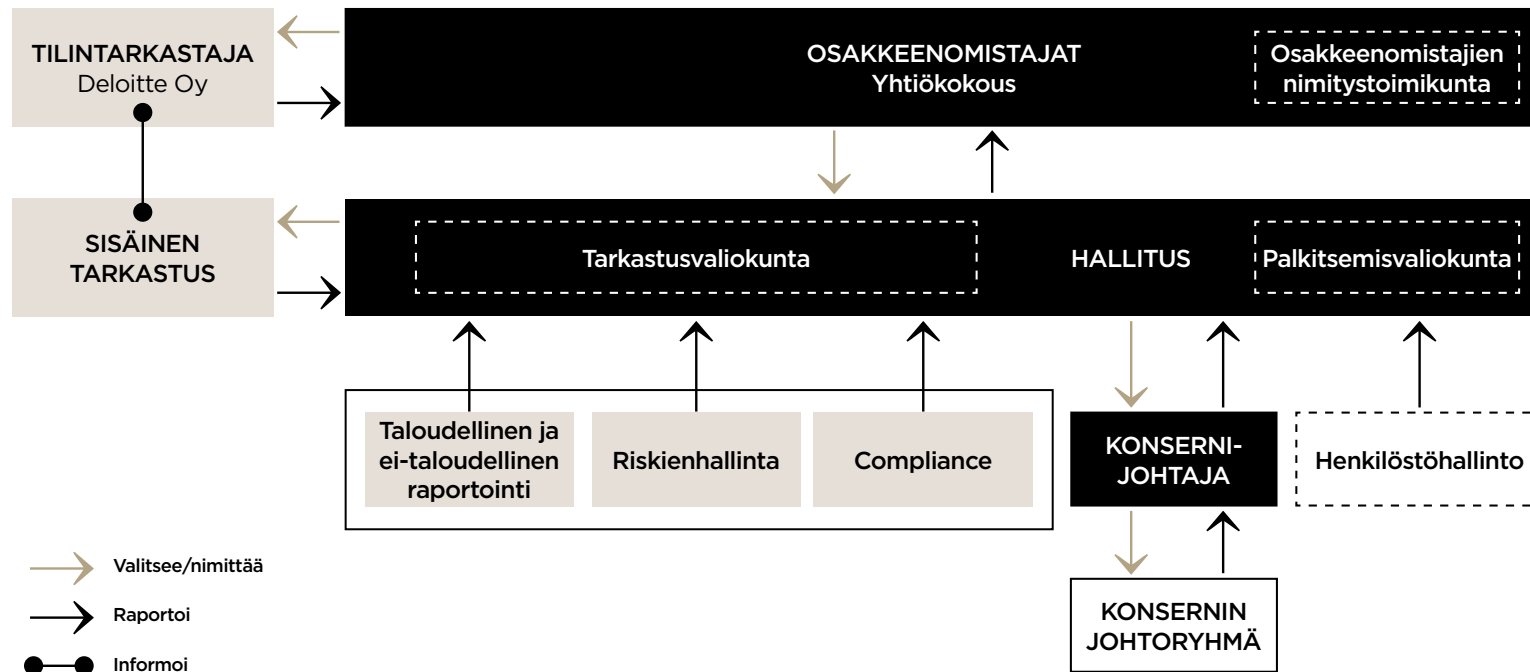 TILINTARKASTAJA
Deloitte Oy
OSAKKEENOMISTAJAT
Yhtiökokous
Osakkeenomistajien
nimitystoimikunta
SISÄINEN
TARKASTUS
Tarkastusvaliokunta
HALLITUS
Palkitsemisvaliokunta
Taloudellinen ja
ei-taloudellinen
raportointi
Riskienhallinta
Compliance
KONSERNI-
JOHTAJA
Henkilöstöhallinto
KONSERNIN
JOHTORYHMÄ
Valitsee/nimittää
Raportoi
Informoi